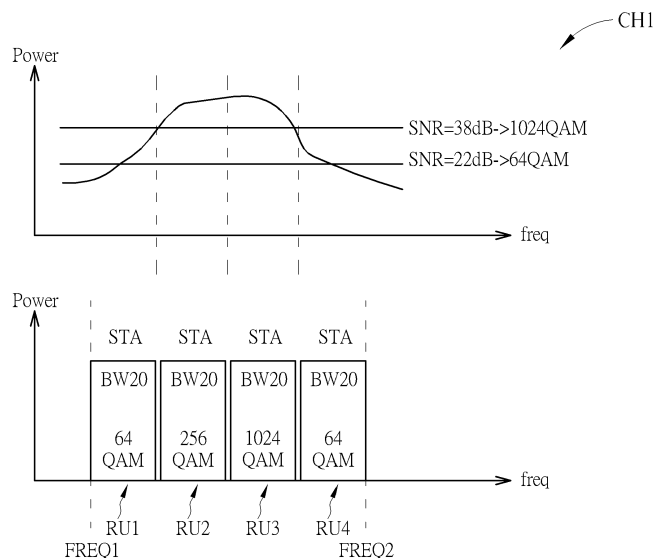 CH1
Power
SNR=38dB->1024QAM
SNR=22dB->64QAM
freq
Power
STA STA STA STA
BW20 BW20 BW20 BW20
64 256 1024 64
QAM QAM QAM QAM
freq
RU1 RU2 RU3 RU4
FREQ1 FREQ2